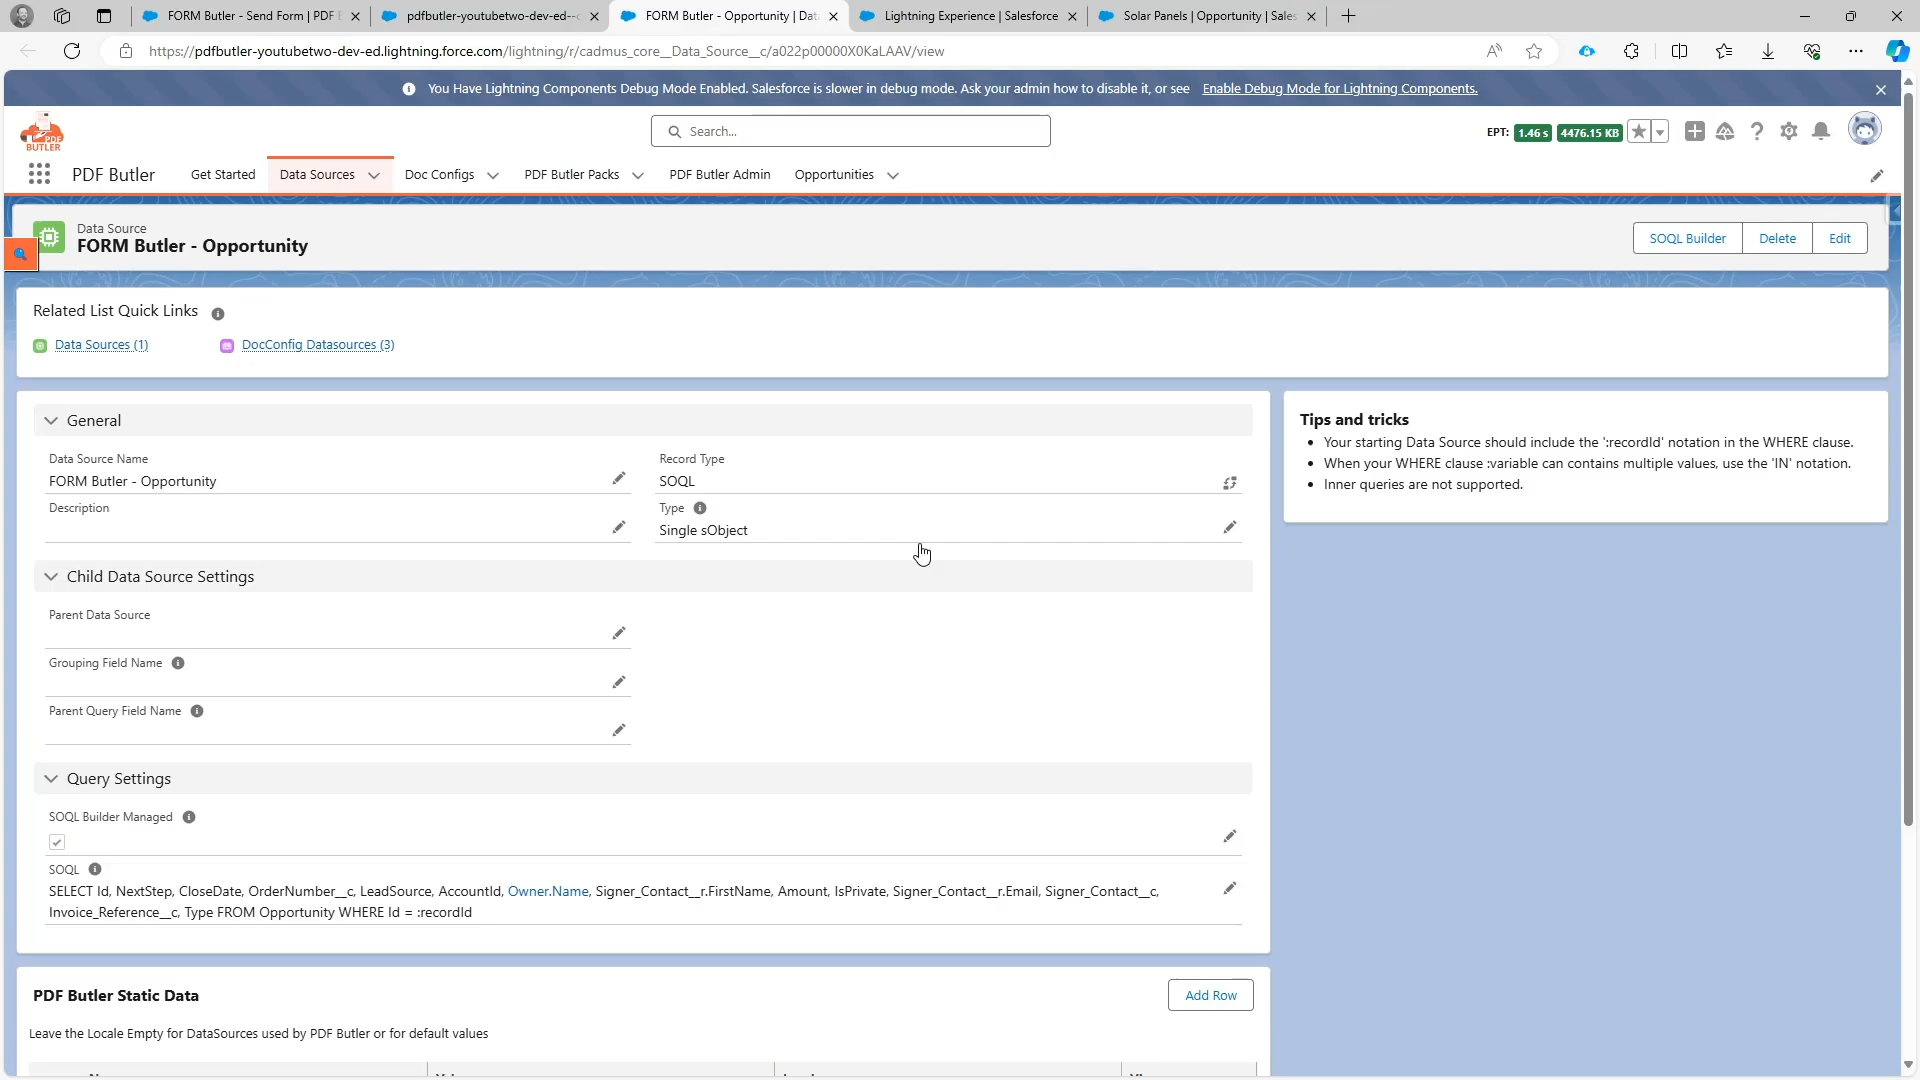 FORM Butler - Send Form | PDF B
pdfbutler-youtubetwo-dev-ed--c
FORM Butler - Opportunity | Dat
Lightning Experience | Salesforce
Solar Panels | Opportunity | Sales
https://pdfbutler-youtubetwo-dev-ed.lightning.force.com/lightning/r/cadmus_core__Data_Source__c/a022p00000X0KaLAAV/view
You Have Lightning Components Debug Mode Enabled. Salesforce is slower in debug mode. Ask your admin how to disable it, or see Enable Debug Mode for Lightning Components.
PDF
BUTLER
Search...
EPT: 1.46 s 4476.15 KB
PDF Butler
Get Started
Data Sources
Doc Configs
PDF Butler Packs
PDF Butler Admin
Opportunities
Data Source
FORM Butler - Opportunity
SOQL Builder
Delete
Edit
Related List Quick Links
Data Sources (1)
DocConfig Datasources (3)
General
Data Source Name
FORM Butler - Opportunity
Record Type
SOQL
Description
Type
Single sObject
Child Data Source Settings
Parent Data Source
Grouping Field Name
Parent Query Field Name
Query Settings
SOQL Builder Managed
SOQL
SELECT Id, NextStep, CloseDate, OrderNumber__c, LeadSource, AccountId, Owner.Name, Signer_Contact__r.FirstName, Amount, IsPrivate, Signer_Contact__r.Email, Signer_Contact__c,
Invoice_Reference__c, Type FROM Opportunity WHERE Id = :recordId
Tips and tricks
• Your starting Data Source should include the ':recordId' notation in the WHERE clause.
• When your WHERE clause :variable can contains multiple values, use the 'IN' notation.
• Inner queries are not supported.
PDF Butler Static Data
Add Row
Leave the Locale Empty for DataSources used by PDF Butler or for default values